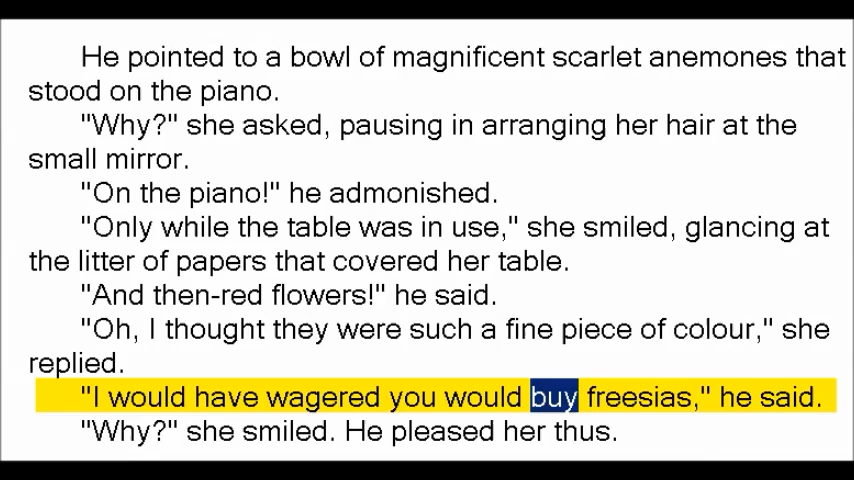 He pointed to a bowl of magnificent scarlet anemones that
stood on the piano.
"Why?" she asked, pausing in arranging her hair at the
small mirror.
"On the piano!" he admonished.
"Only while the table was in use," she smiled, glancing at
the litter of papers that covered her table.
"And then-red flowers!" he said.
"Oh, I thought they were such a fine piece of colour," she
replied.
"I would have wagered you would buy freesias," he said.
"Why?" she smiled. He pleased her thus.